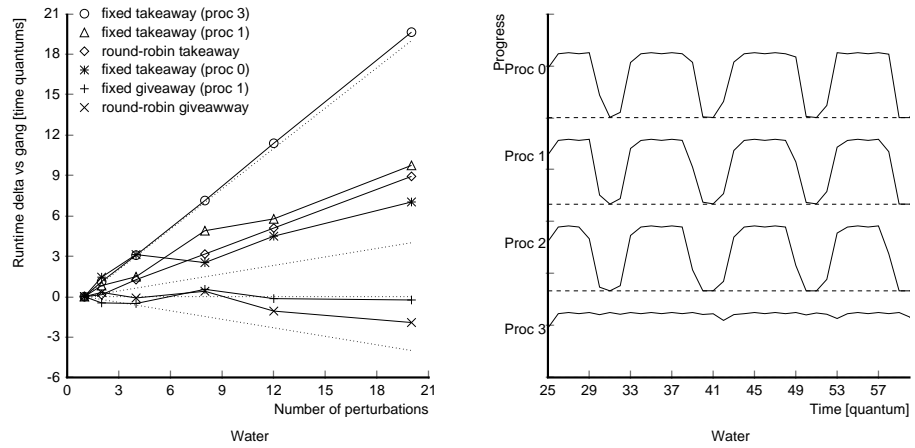 Runtime delta vs gang [time quantums]
21
18
15
12
9
6
3
0
-3
-6
fixed takeaway (proc 3)
fixed takeaway (proc 1)
round-robin takeaway
fixed takeaway (proc 0)
fixed giveaway (proc 1)
round-robin giveawway
0 3 6 9 12 15 18 21
Number of perturbations
Water
Progress
Proc 0
Proc 1
Proc 2
Proc 3
25 29 33 37 41 45 49 53 57
Time [quantum]
Water